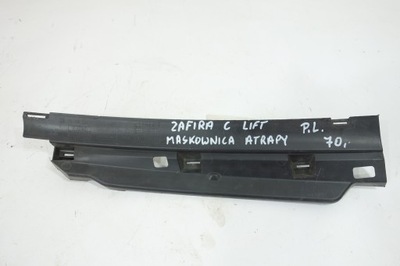 ZAFIRA C LIFT P.L.
MASKOWNICA ATRAPY 70,-